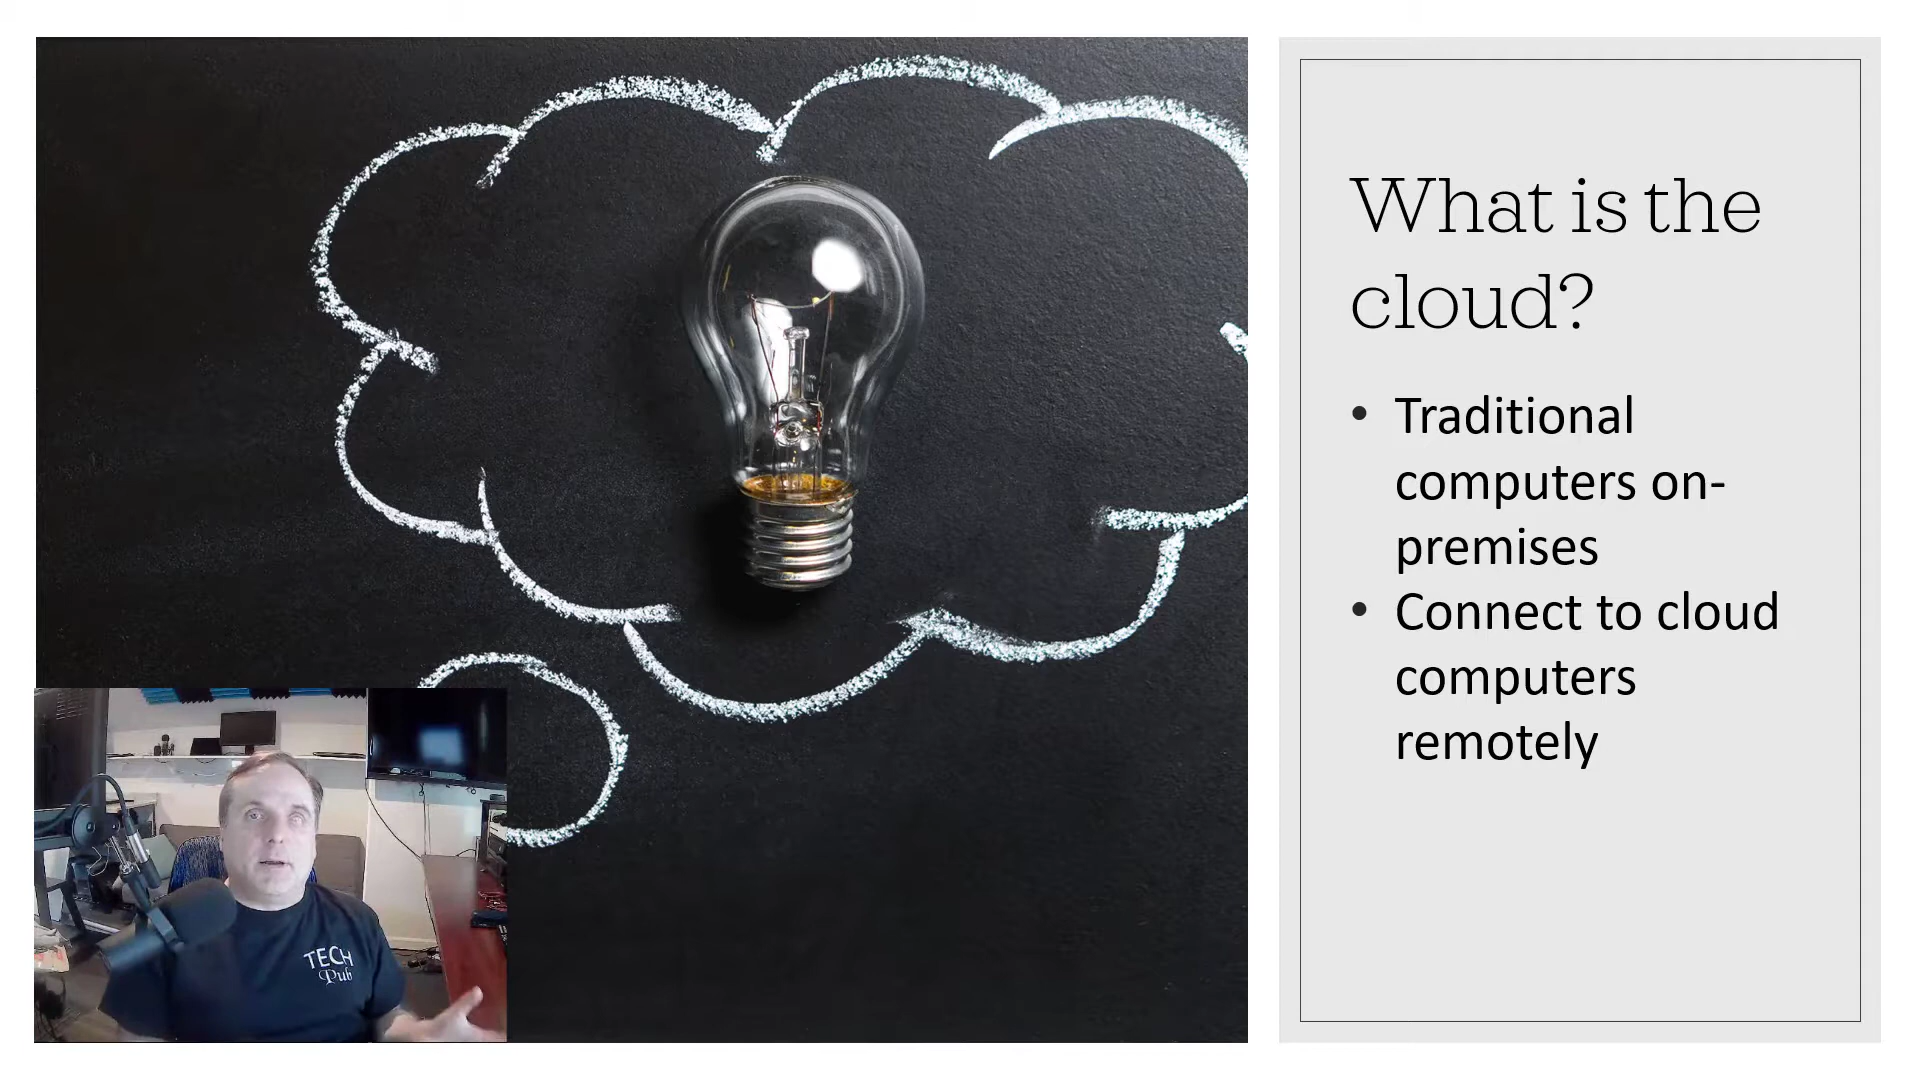 What is the
cloud?
• Traditional
computers on-
premises
• Connect to cloud
computers
remotely
TECH
Pub